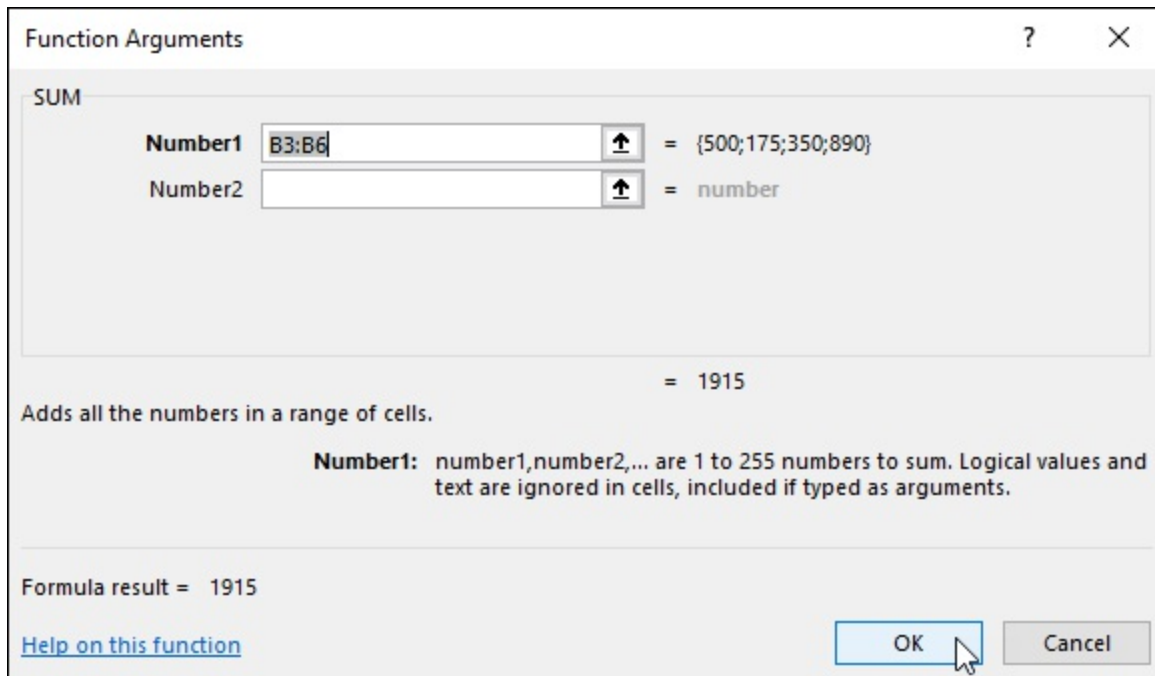 Function Arguments ? ×
SUM
Number1 B3:B6 = {500;175;350;890}
Number2 = number
= 1915
Adds all the numbers in a range of cells.
Number1: number1,number2,... are 1 to 255 numbers to sum. Logical values and
text are ignored in cells, included if typed as arguments.
Formula result = 1915
Help on this function OK Cancel